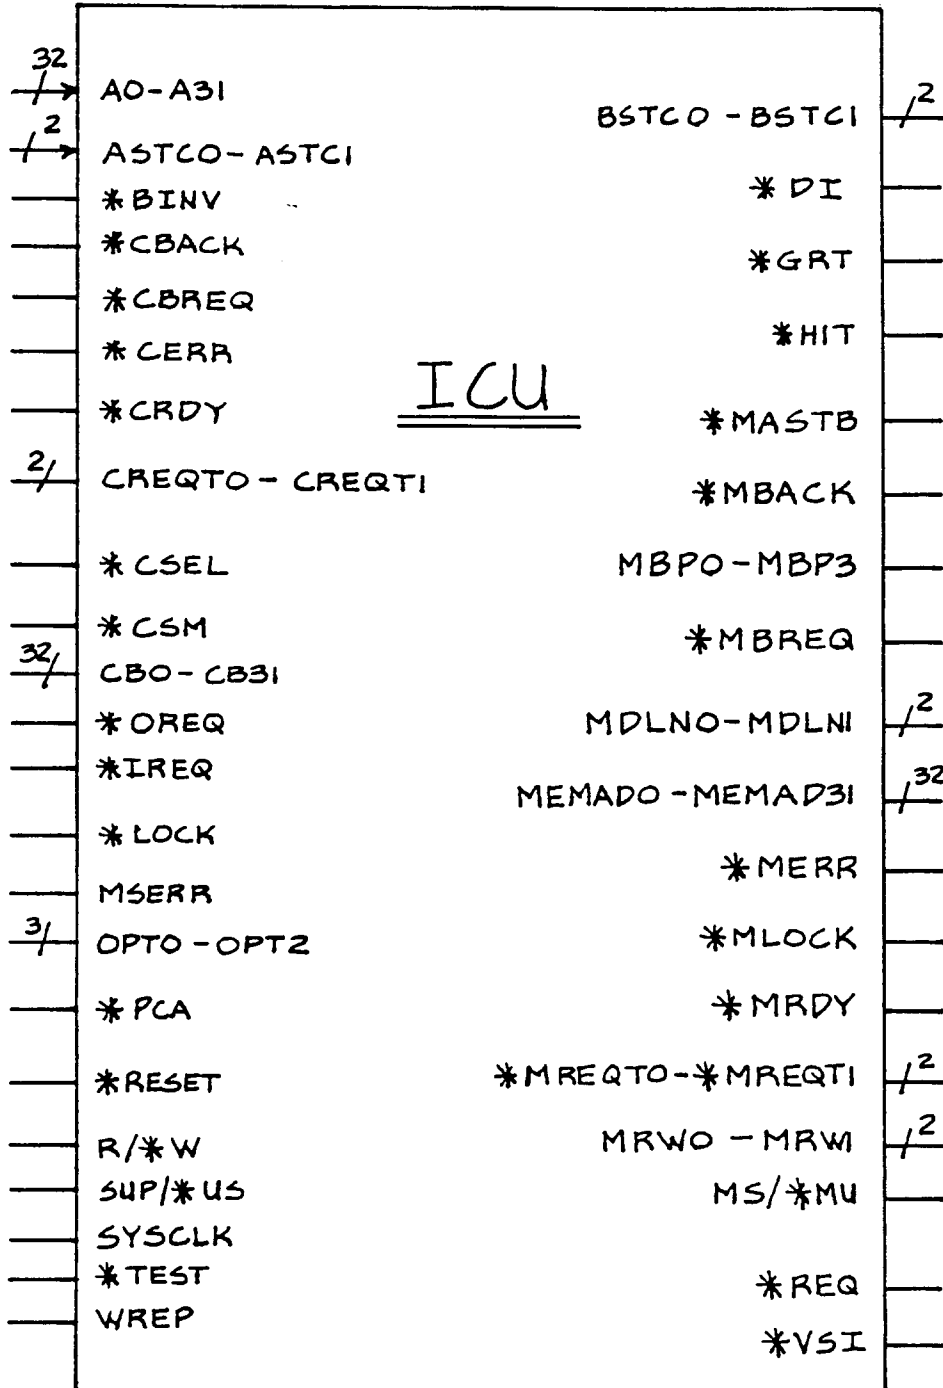 32
A0-A31
2
ASTC0-ASTC1
*BINV
*CBACK
*CBREQ
*CERR
*CRDY
2
CREQT0-CREQT1
*CSEL
*CSM
32
CB0-CB31
*OREQ
*IREQ
*LOCK
MSERR
3
OPT0-OPT2
*PCA
*RESET
R/*W
SUP/*US
SYSCLK
*TEST
WREP
ICU
BSTC0-BSTC1
2
*DI
*GRT
*HIT
*MASTB
*MBACK
MBP0-MBP3
*MBREQ
MDLN0-MDLN1
2
MEMAD0-MEMAD31
32
*MERR
*MLOCK
*MRDY
*MREQT0-*MREQT1
2
MRW0-MRW1
2
MS/*MU
*REQ
*VSI